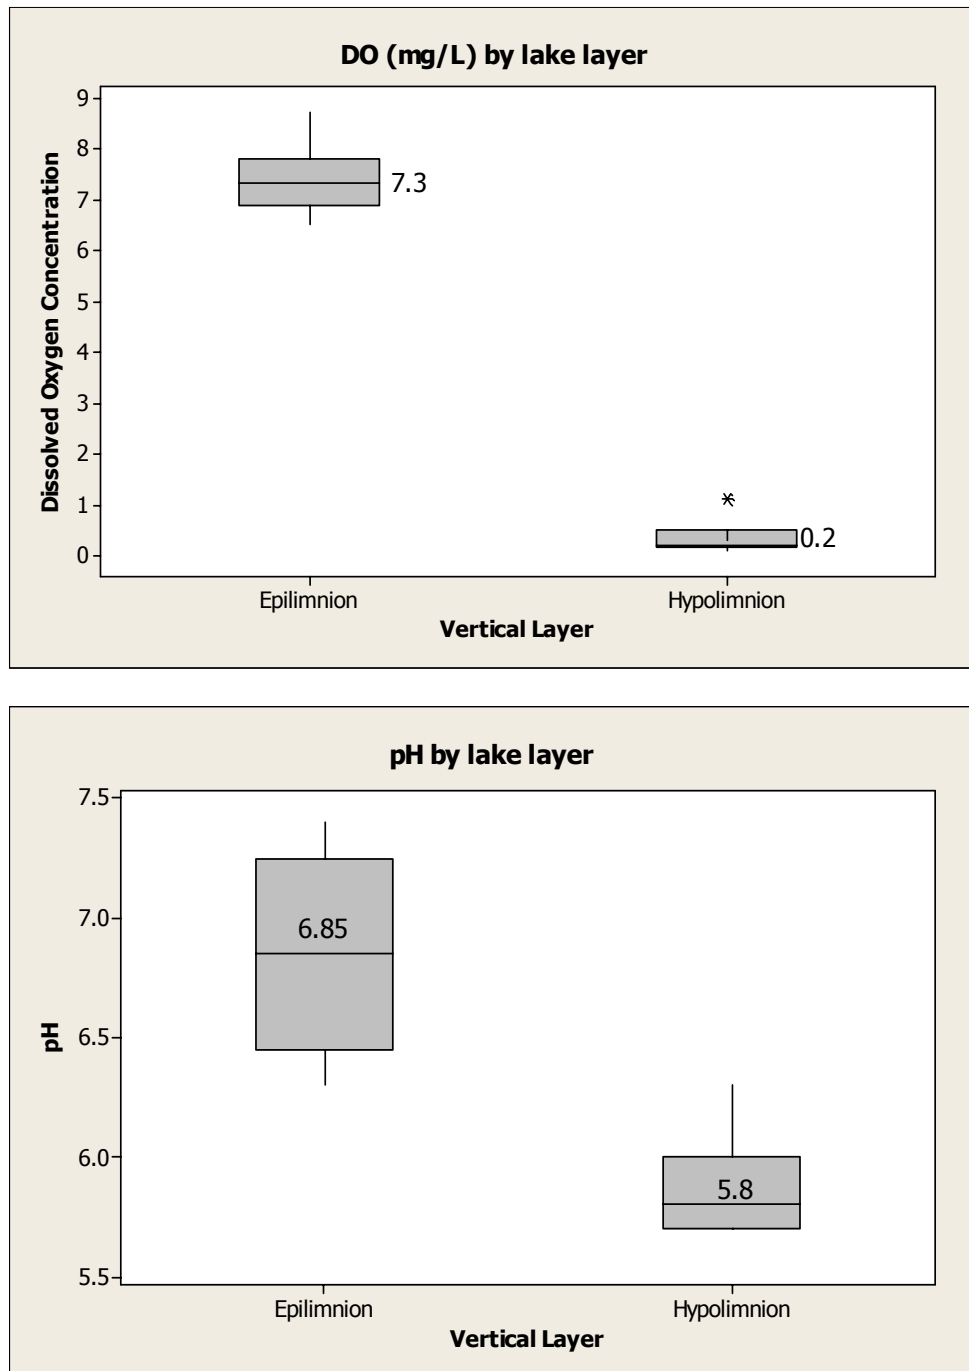 DO (mg/L) by lake layer
9
8
7
6
5
4
3
2
1
0
Dissolved Oxygen Concentration
7.3
0.2
Epilimnion
Hypolimnion
Vertical Layer
pH by lake layer
7.5
7.0
6.5
6.0
5.5
pH
6.85
5.8
Epilimnion
Hypolimnion
Vertical Layer